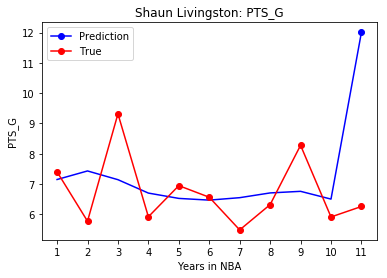 Shaun Livingston: PTS_G
Prediction
True
12
11
10
9
8
7
6
PTS_G
1 2 3 4 5 6 7 8 9 10 11
Years in NBA